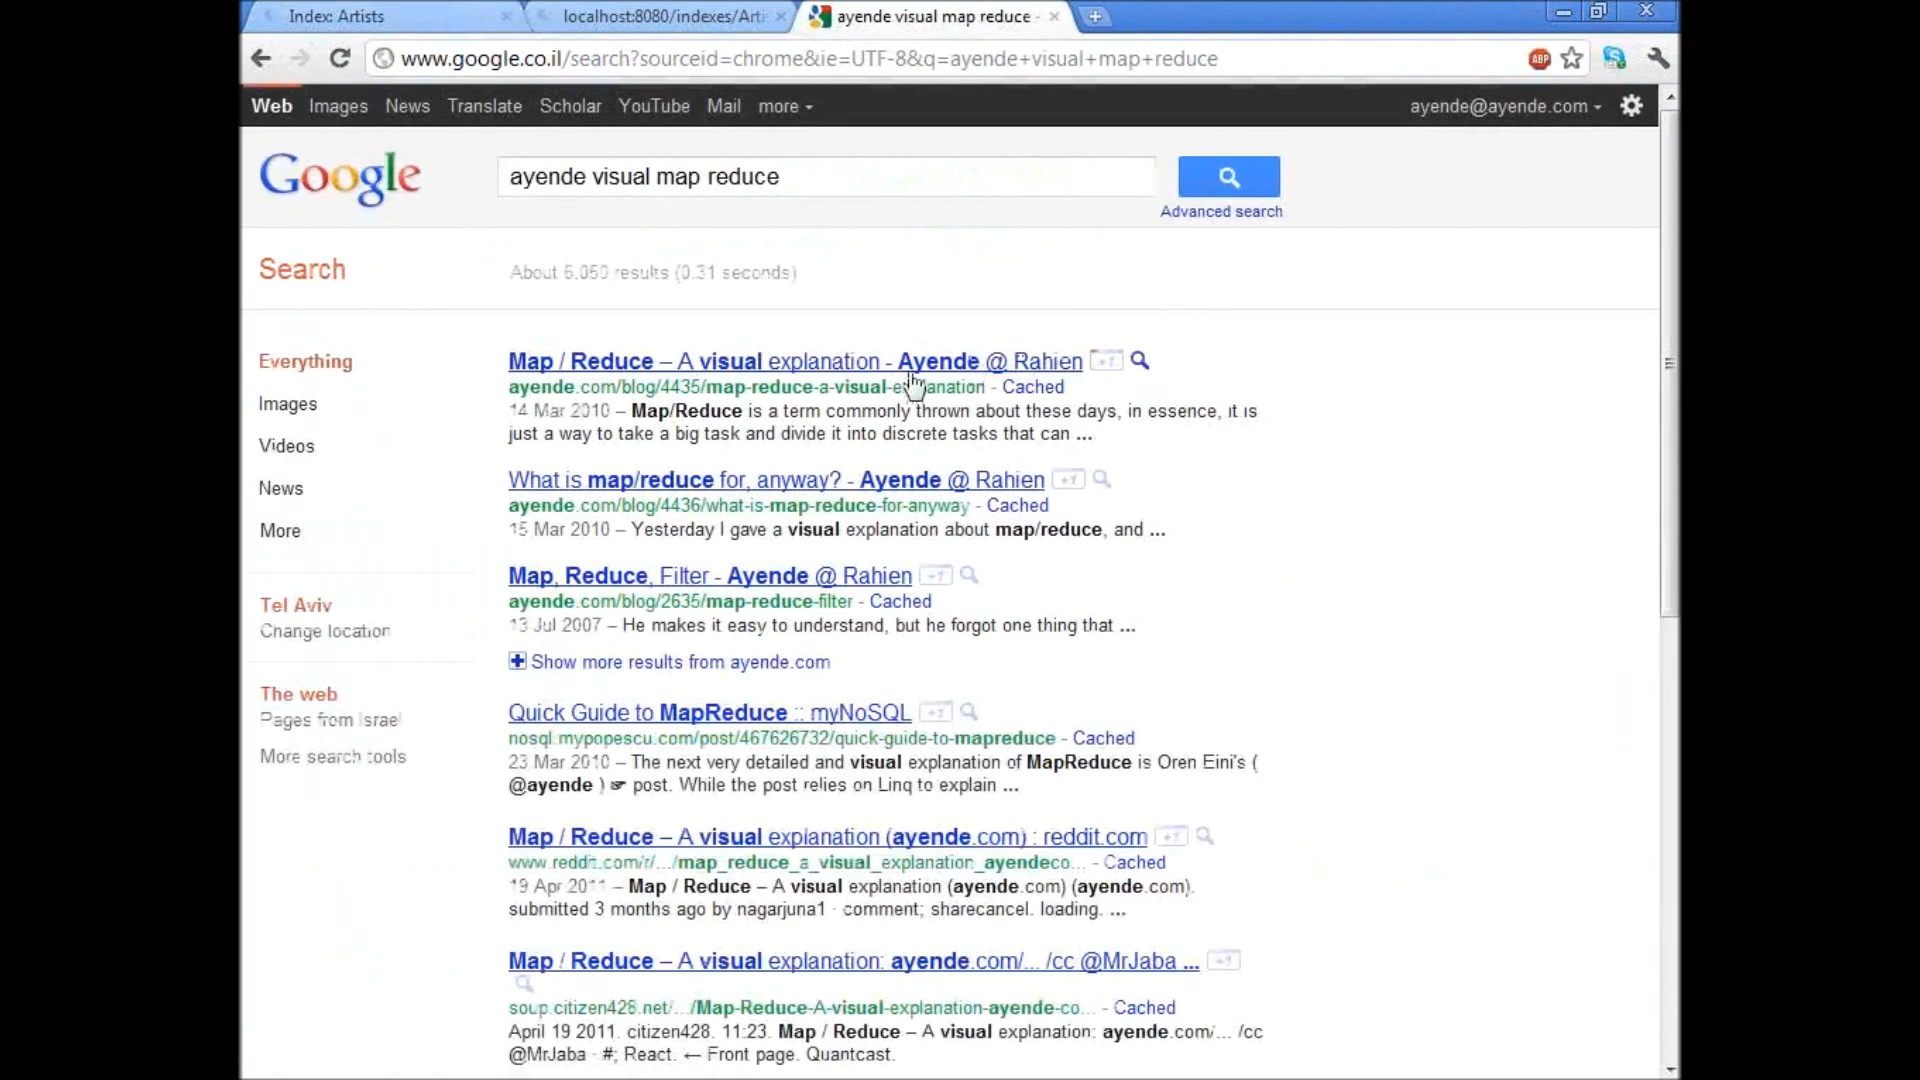 Index: Artists
localhost:8080/indexes/Arti
ayende visual map reduce -
www.google.co.il/search?sourceid=chrome&ie=UTF-8&q=ayende+visual+map+reduce
ABP
Web Images News Translate Scholar YouTube Mail more
ayende@ayende.com
Google
ayende visual map reduce
Advanced search
Search
About 6,050 results (0.31 seconds)
Everything
Images
Videos
News
More
Tel Aviv
Change location
The web
Pages from Israel
More search tools
Map / Reduce – A visual explanation - Ayende @ Rahien +1
ayende.com/blog/4435/map-reduce-a-visual-explanation - Cached
14 Mar 2010 – Map/Reduce is a term commonly thrown about these days, in essence, it is
just a way to take a big task and divide it into discrete tasks that can ...
What is map/reduce for, anyway? - Ayende @ Rahien +1
ayende.com/blog/4436/what-is-map-reduce-for-anyway - Cached
15 Mar 2010 – Yesterday I gave a visual explanation about map/reduce, and ...
Map, Reduce, Filter - Ayende @ Rahien +1
ayende.com/blog/2635/map-reduce-filter - Cached
13 Jul 2007 – He makes it easy to understand, but he forgot one thing that ...
Show more results from ayende.com
Quick Guide to MapReduce :: myNoSQL +1
nosql.mypopescu.com/post/467626732/quick-guide-to-mapreduce - Cached
23 Mar 2010 – The next very detailed and visual explanation of MapReduce is Oren Eini's (
@ayende ) ☞ post. While the post relies on Linq to explain ...
Map / Reduce – A visual explanation (ayende.com) : reddit.com +1
www.reddit.com/r/.../map_reduce_a_visual_explanation_ayendeco... - Cached
19 Apr 2011 – Map / Reduce – A visual explanation (ayende.com) (ayende.com).
submitted 3 months ago by nagarjuna1 · comment; sharecancel. loading. ...
Map / Reduce – A visual explanation: ayende.com/... /cc @MrJaba ... +1
soup.citizen428.net/.../Map-Reduce-A-visual-explanation-ayende-co... - Cached
April 19 2011. citizen428. 11:23. Map / Reduce – A visual explanation: ayende.com/... /cc
@MrJaba · #; React. ← Front page. Quantcast.